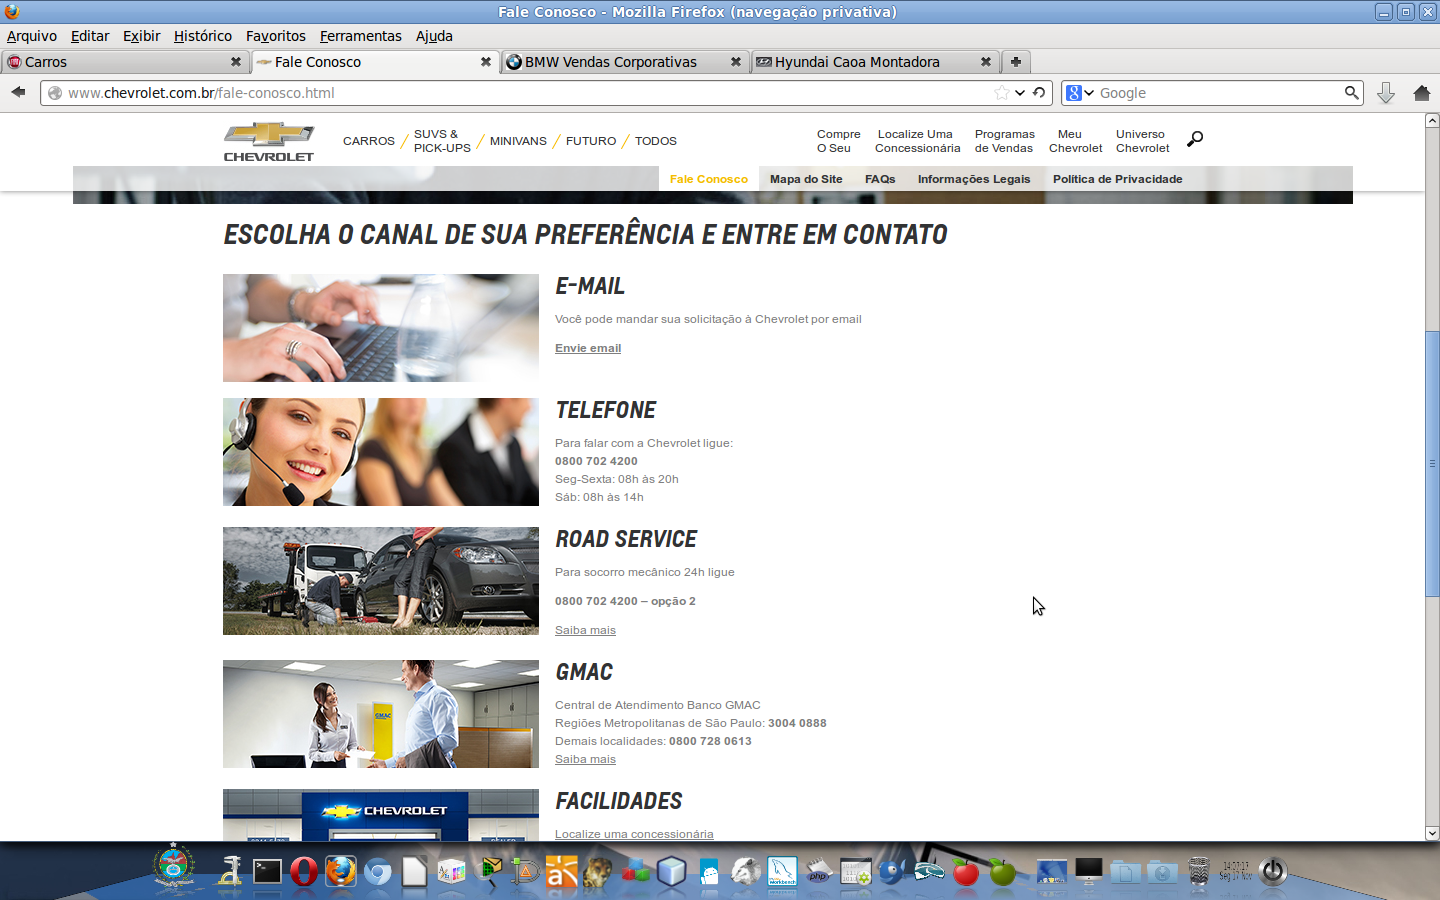 Fale Conosco - Mozilla Firefox (navegação privativa)
Arquivo Editar Exibir Histórico Favoritos Ferramentas Ajuda
Carros
Fale Conosco
BMW Vendas Corporativas
Hyundai Caoa Montadora
www.chevrolet.com.br/fale-conosco.html
Google
CHEVROLET
CARROS
SUVS &
PICK-UPS
MINIVANS
FUTURO
TODOS
Compre
O Seu
Localize Uma
Concessionária
Programas
de Vendas
Meu
Chevrolet
Universo
Chevrolet
Fale Conosco Mapa do Site FAQs Informações Legais Política de Privacidade
ESCOLHA O CANAL DE SUA PREFERÊNCIA E ENTRE EM CONTATO
E-MAIL
Você pode mandar sua solicitação à Chevrolet por email
Envie email
TELEFONE
Para falar com a Chevrolet ligue:
0800 702 4200
Seg-Sexta: 08h às 20h
Sáb: 08h às 14h
ROAD SERVICE
Para socorro mecânico 24h ligue
0800 702 4200 – opção 2
Saiba mais
GMAC
GMAC
Central de Atendimento Banco GMAC
Regiões Metropolitanas de São Paulo: 3004 0888
Demais localidades: 0800 728 0613
Saiba mais
CHEVROLET
FACILIDADES
Localize uma concessionária
Workbench
php
Seg 17 Nov